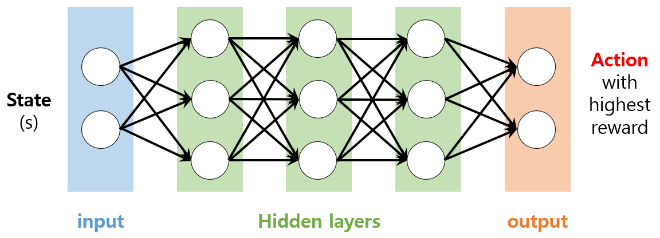 State
(s)
Action
with
highest
reward
input
Hidden layers
output